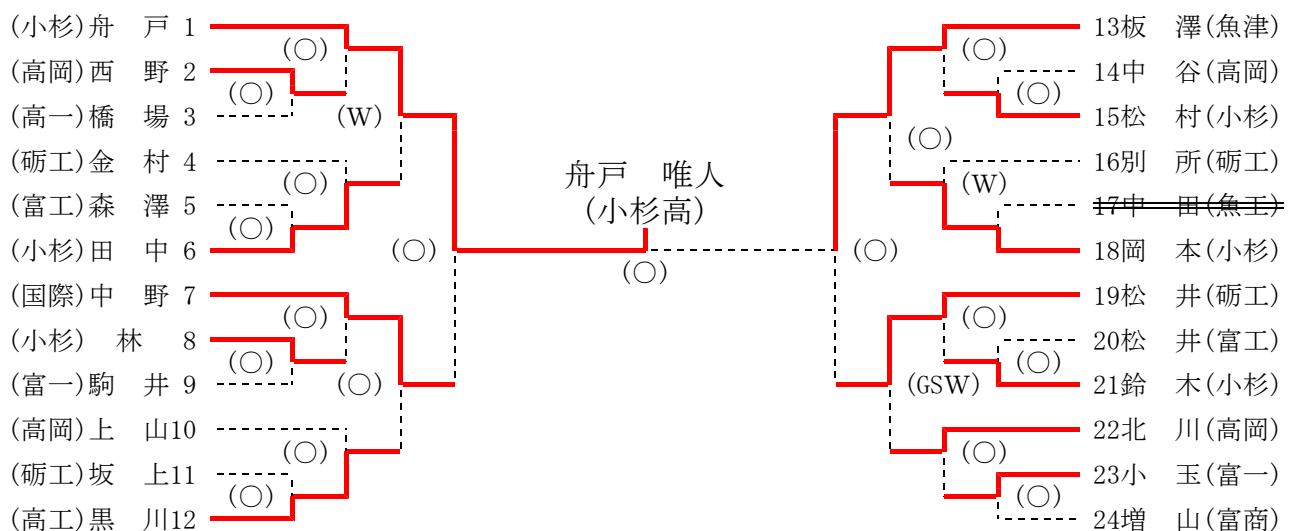 (小杉)舟　戸 1
(高岡)西　野 2
(高一)橋　場 3
(砺工)金　村 4
(富工)森　澤 5
(小杉)田　中 6
(国際)中　野 7
(小杉)　林　 8
(富一)駒　井 9
(高岡)上　山10
(砺工)坂　上11
(高工)黒　川12
(○)
(○)
(W)
(○)
(○)
(○)
(○)
(○)
(○)
(○)
(○)
舟戸　唯人
(小杉高)
(○)
(○)
(○)
(○)
(W)
(○)
(○)
(○)
(GSW)
(○)
(○)
13板　澤(魚津)
14中　谷(高岡)
15松　村(小杉)
16別　所(砺工)
17中　田(魚工)
18岡　本(小杉)
19松　井(砺工)
20松　井(富工)
21鈴　木(小杉)
22北　川(高岡)
23小　玉(富一)
24増　山(富商)